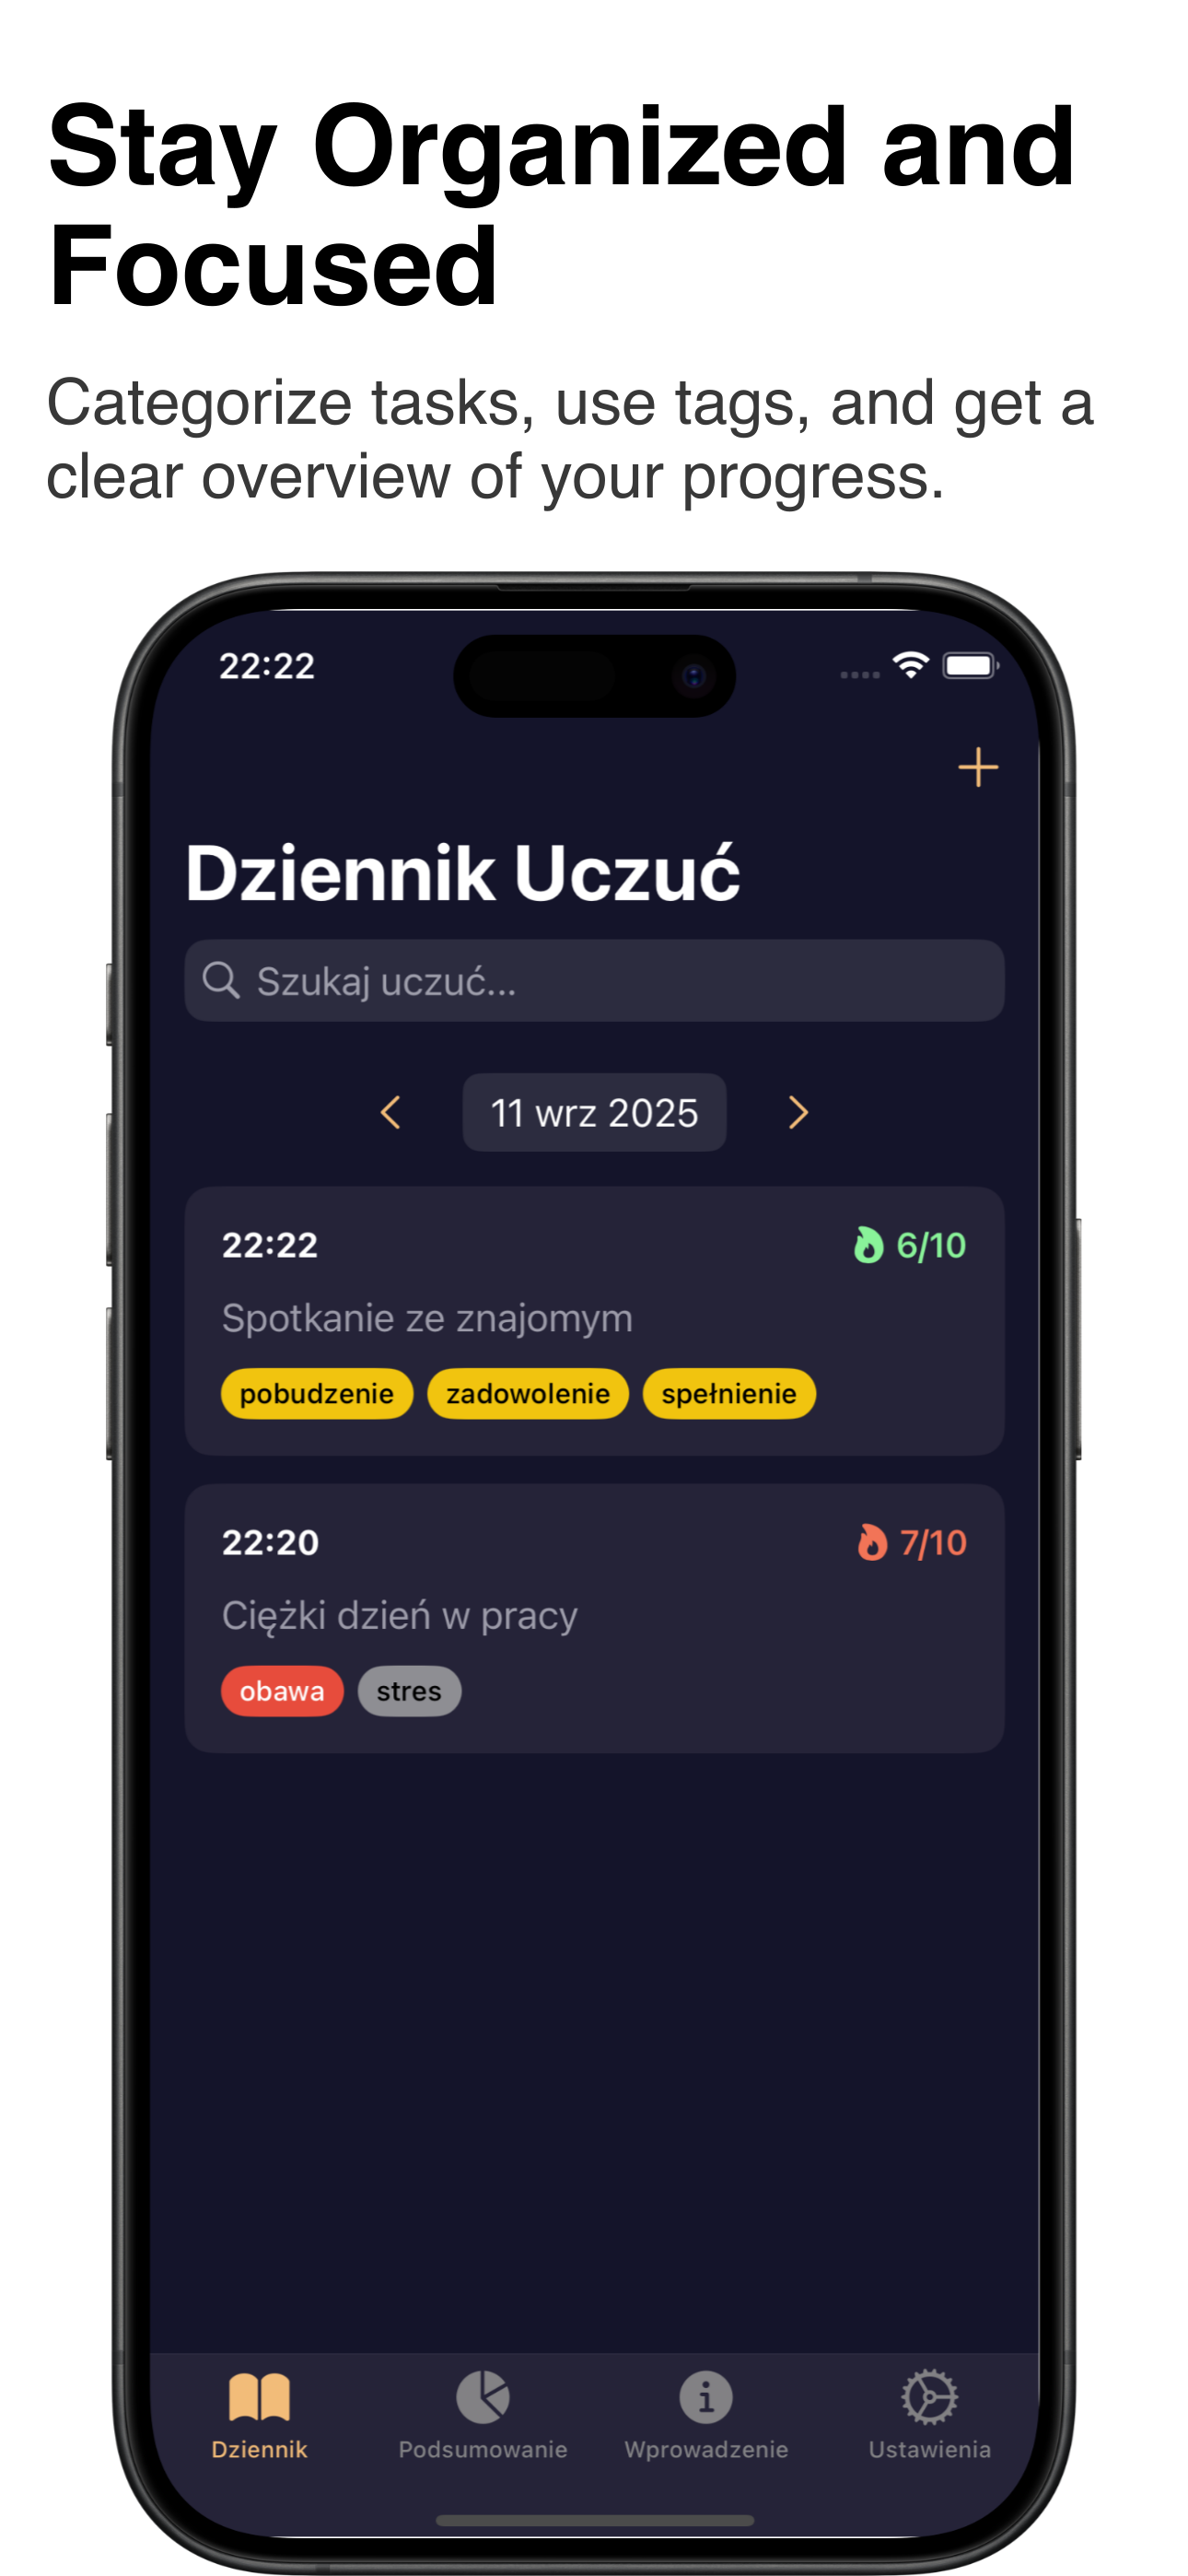 Stay Organized and
Focused
Categorize tasks, use tags, and get a
clear overview of your progress.
22:22
Dziennik Uczuć
Szukaj uczuć...
11 wrz 2025
22:22
6/10
Spotkanie ze znajomym
pobudzenie zadowolenie spełnienie
22:20
7/10
Ciężki dzień w pracy
obawa stres
Dziennik Podsumowanie Wprowadzenie Ustawienia